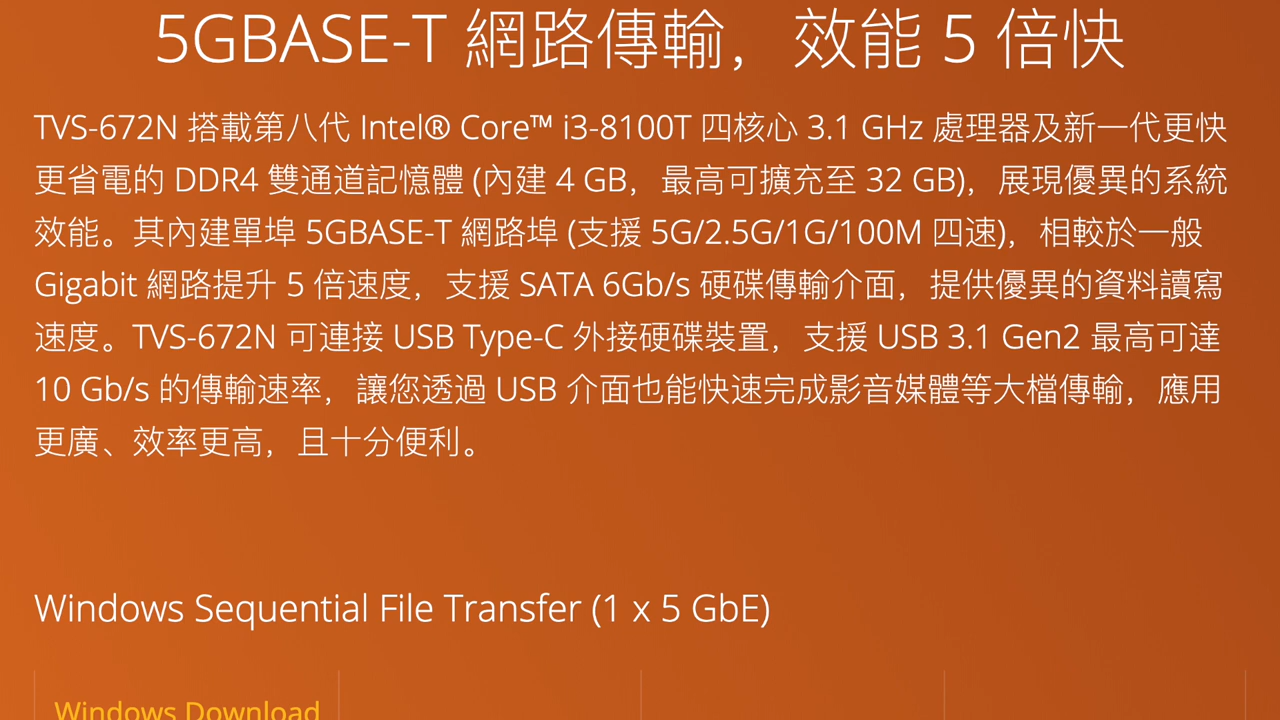 5GBASE-T 網路傳輸，效能 5 倍快
TVS-672N 搭載第八代 Intel® Core™ i3-8100T 四核心 3.1 GHz 處理器及新一代更快
更省電的 DDR4 雙通道記憶體 (內建 4 GB，最高可擴充至 32 GB)，展現優異的系統
效能。其內建單埠 5GBASE-T 網路埠 (支援 5G/2.5G/1G/100M 四速)，相較於一般
Gigabit 網路提升 5 倍速度，支援 SATA 6Gb/s 硬碟傳輸介面，提供優異的資料讀寫
速度。TVS-672N 可連接 USB Type-C 外接硬碟裝置，支援 USB 3.1 Gen2 最高可達
10 Gb/s 的傳輸速率，讓您透過 USB 介面也能快速完成影音媒體等大檔傳輸，應用
更廣、效率更高，且十分便利。
Windows Sequential File Transfer (1 x 5 GbE)
Windows Download